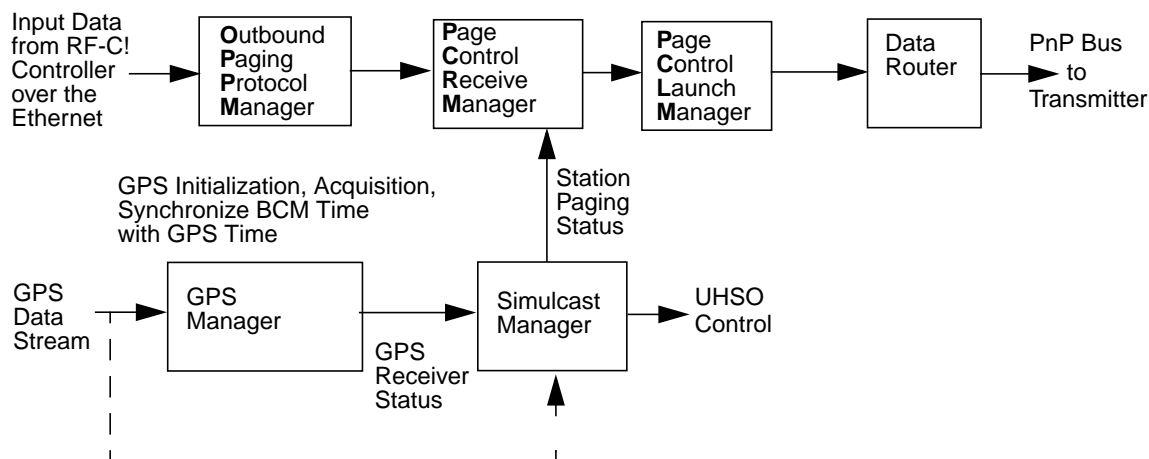 Input Data
from RF-C!
Controller
over the
Ethernet
Outbound
Paging
Protocol
Manager
Page
Control
Receive
Manager
Page
Control
Launch
Manager
Data
Router
PnP Bus
to
Transmitter
GPS Initialization, Acquisition,
Synchronize BCM Time
with GPS Time
Station
Paging
Status
GPS
Data
Stream
GPS
Manager
GPS
Receiver
Status
Simulcast
Manager
UHSO
Control